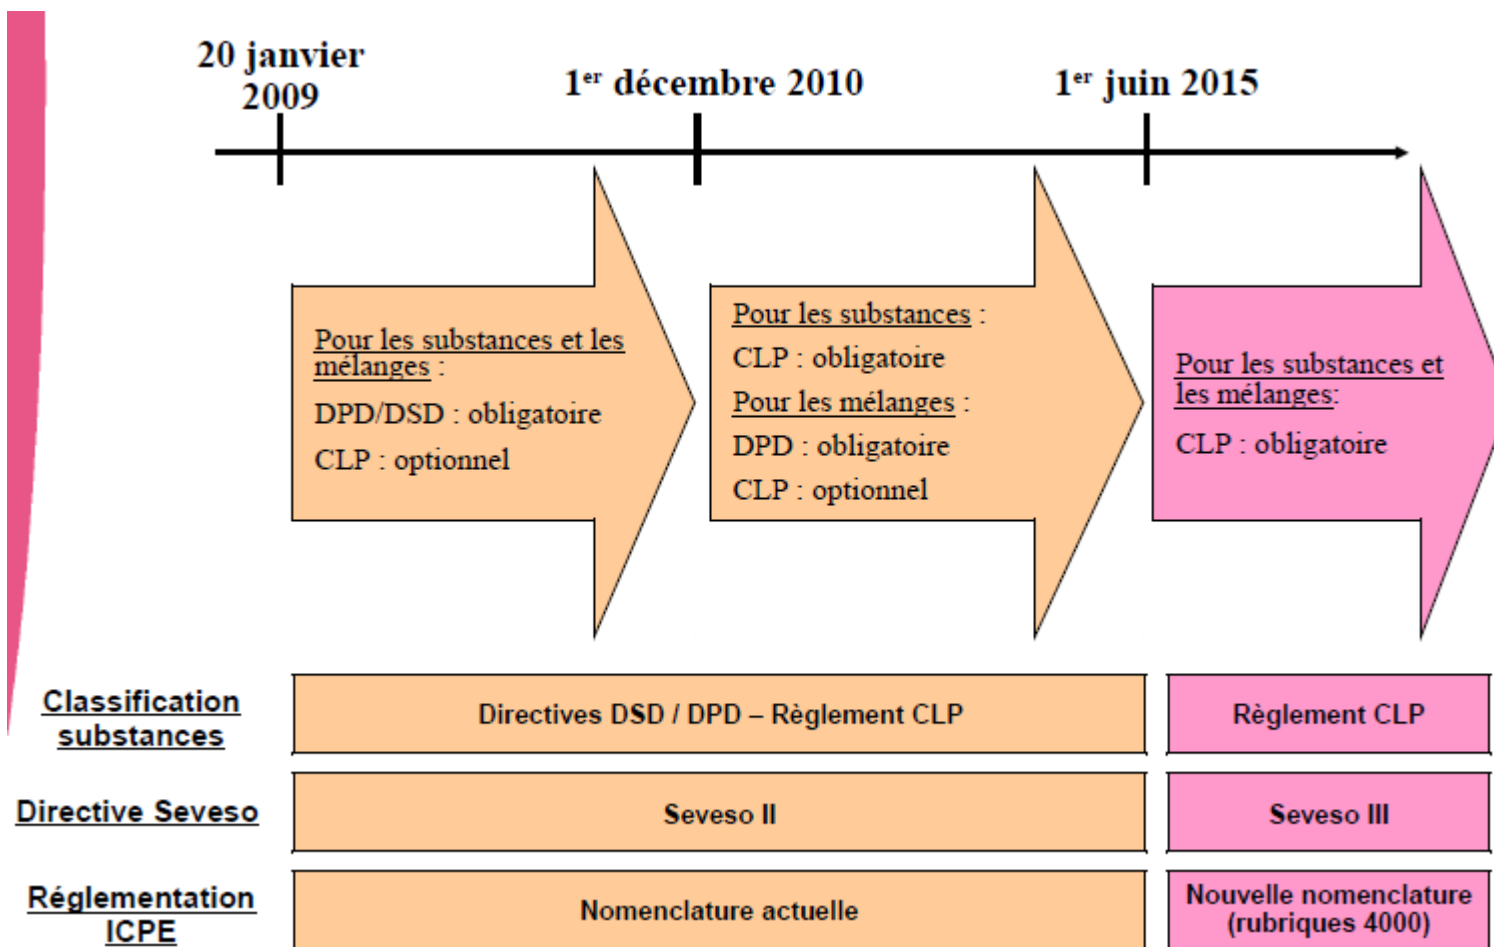 20 janvier
2009
1er décembre 2010
1er juin 2015
Pour les substances et les
mélanges :
DPD/DSD : obligatoire
CLP : optionnel
Pour les substances :
CLP : obligatoire
Pour les mélanges :
DPD : obligatoire
CLP : optionnel
Pour les substances et
les mélanges:
CLP : obligatoire
Classification
substances
Directives DSD / DPD – Règlement CLP
Règlement CLP
Directive Seveso
Seveso II
Seveso III
Réglementation
ICPE
Nomenclature actuelle
Nouvelle nomenclature
(rubriques 4000)